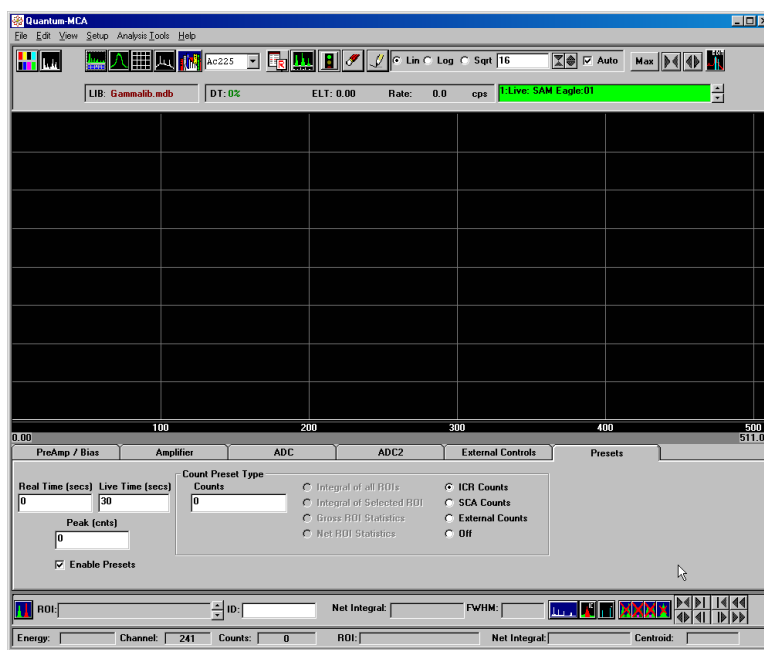 Quantum-MCA
File Edit View Setup Analysis Tools Help
Ac225 Lin Log Sqrt 16 Auto Max
LIB: Gammalib.mdb DT: 0% ELT: 0.00 Rate: 0.0 cps 1:Live: SAM Eagle:01
100 200 300 400 500
0.00 511.0
PreAmp / Bias Amplifier ADC ADC2 External Controls Presets
Count Preset Type
Real Time (secs) Live Time (secs) Counts Integral of all ROIs ICR Counts
0 30 0 Integral of Selected ROI SCA Counts
Peak (cnts) Gross ROI Statistics External Counts
0 Net ROI Statistics Off
Enable Presets
ROI: ID: Net Integral: FWHM:
Energy: Channel: 241 Counts: 0 ROI: Net Integral: Centroid: